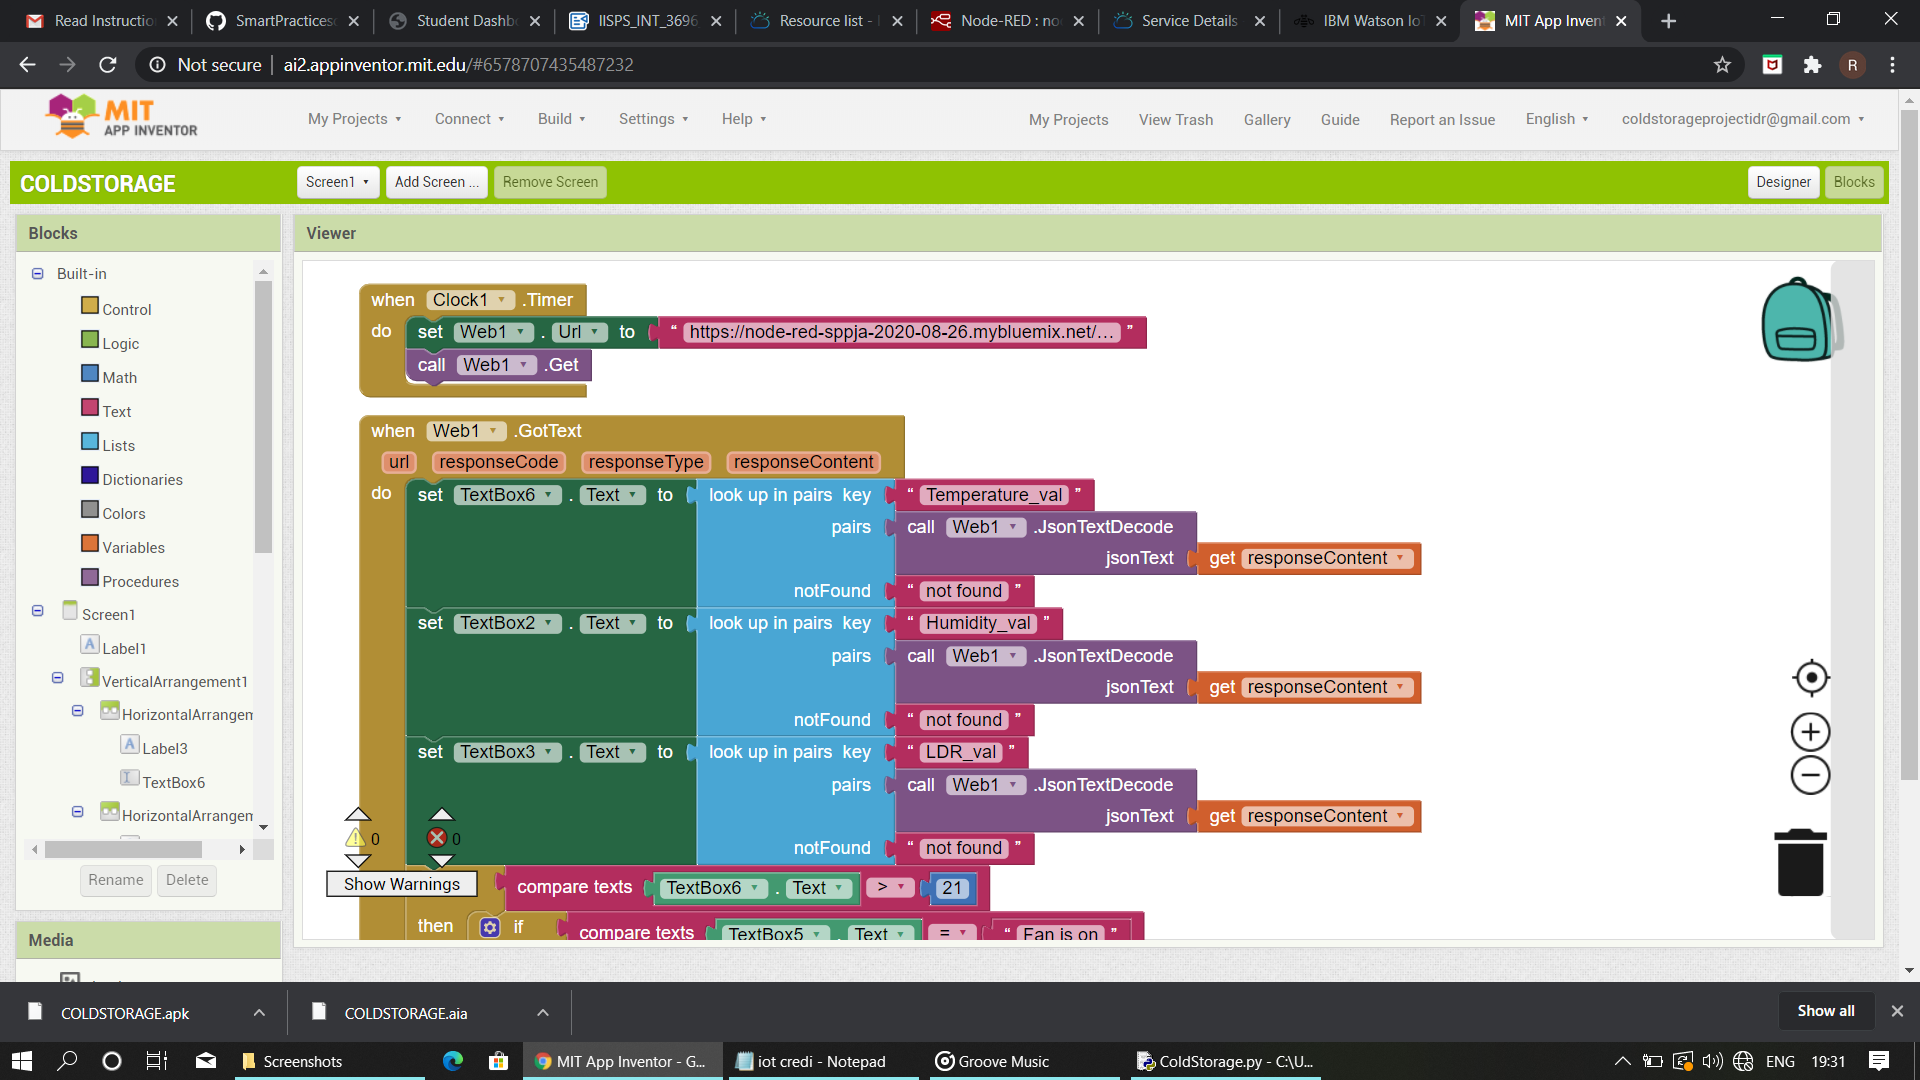 Read Instruction
SmartPractices
Student Dashb
IISPS_INT_3696
Resource list -
Node-RED : no
Service Details
IBM Watson Io
MIT App Invent
Not secure
ai2.appinventor.mit.edu/#6578707435487232
R
MIT
APP INVENTOR
My Projects
Connect
Build
Settings
Help
My Projects
View Trash
Gallery
Guide
Report an Issue
English
coldstorageprojectidr@gmail.com
COLDSTORAGE
Screen1
Add Screen ...
Remove Screen
Designer
Blocks
Blocks
Built-in
Control
Logic
Math
Text
Lists
Dictionaries
Colors
Variables
Procedures
Screen1
Label1
VerticalArrangement1
HorizontalArrangem
Label3
TextBox6
HorizontalArrangem
Rename
Delete
Media
Viewer
when Clock1 .Timer
do set Web1 . Url to " https://node-red-sppja-2020-08-26.mybluemix.net/... "
call Web1 .Get
when Web1 .GotText
url responseCode responseType responseContent
do set TextBox6 . Text to look up in pairs key " Temperature_val "
pairs call Web1 .JsonTextDecode
jsonText get responseContent
notFound " not found "
set TextBox2 . Text to look up in pairs key " Humidity_val "
pairs call Web1 .JsonTextDecode
jsonText get responseContent
notFound " not found "
set TextBox3 . Text to look up in pairs key " LDR_val "
pairs call Web1 .JsonTextDecode
jsonText get responseContent
notFound " not found "
0 0
Show Warnings
compare texts TextBox6 . Text > 21
then if compare texts TextBox5 . Text = " Fan is on "
COLDSTORAGE.apk
COLDSTORAGE.aia
Show all
Screenshots
MIT App Inventor - G...
iot credi - Notepad
Groove Music
ColdStorage.py - C:\U...
ENG
19:31